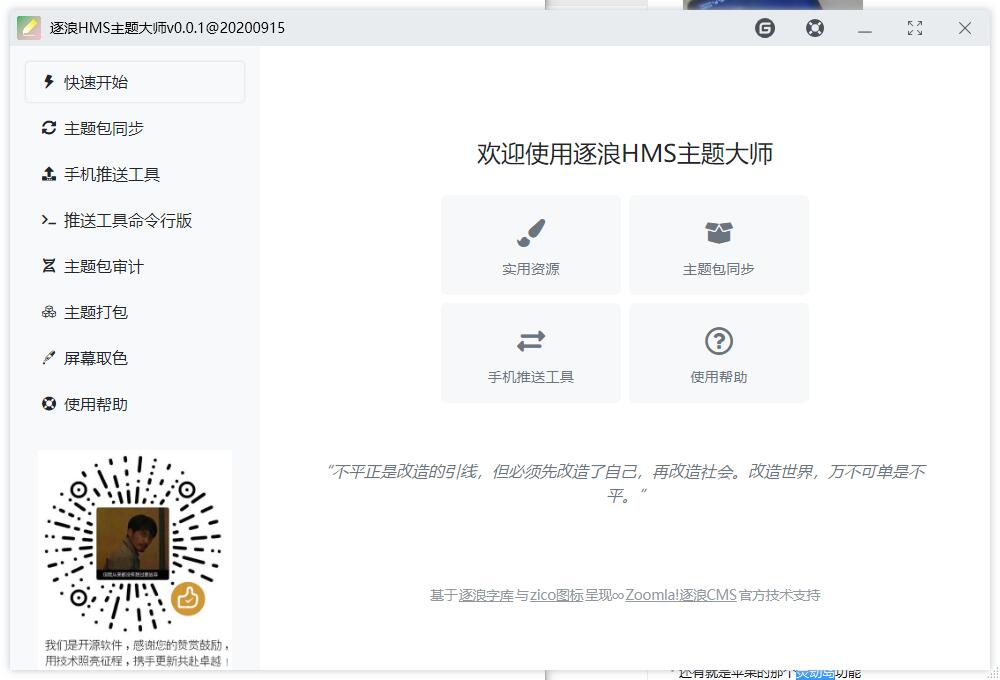 逐浪HMS主题大师v0.0.1@20200915
快速开始
主题包同步
手机推送工具
推送工具命令行版
主题包审计
主题打包
屏幕取色
使用帮助
我们是开源软件，感谢您的赞赏鼓励，
用技术照亮征程，携手更新共赴卓越！
欢迎使用逐浪HMS主题大师
实用资源
主题包同步
手机推送工具
使用帮助
“不平正是改造的引线，但必须先改造了自己，再改造社会。改造世界，万不可单是不
平。”
基于逐浪字库与zico图标呈现∞Zoomla!逐浪CMS官方技术支持
还有就是苹果的那个灵动岛功能